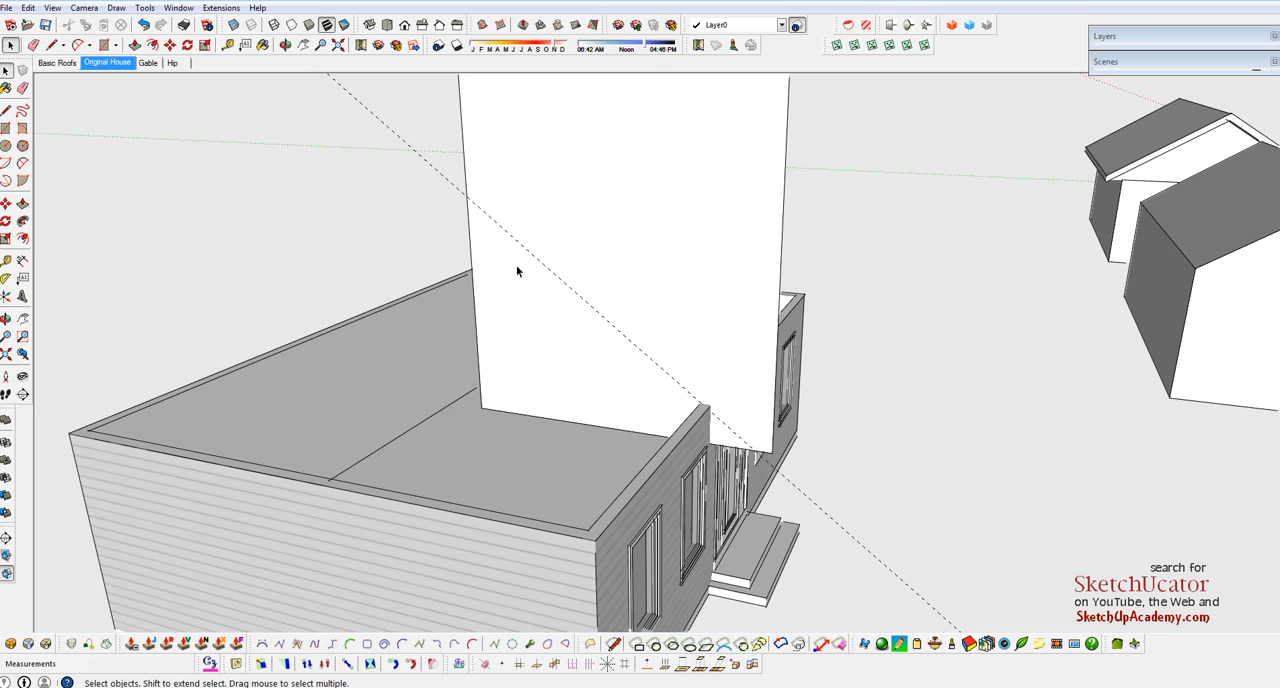 File Edit View Camera Draw Tools Window Extensions Help
Layer0
J F M A M J J A S O N D
06:42 AM Noon 04:46 PM
Layers
Scenes
Basic Roofs Original House Gable Hip
search for
SketchUcator
on YouTube, the Web and
SketchUpAcademy.com
Measurements
Select objects. Shift to extend select. Drag mouse to select multiple.